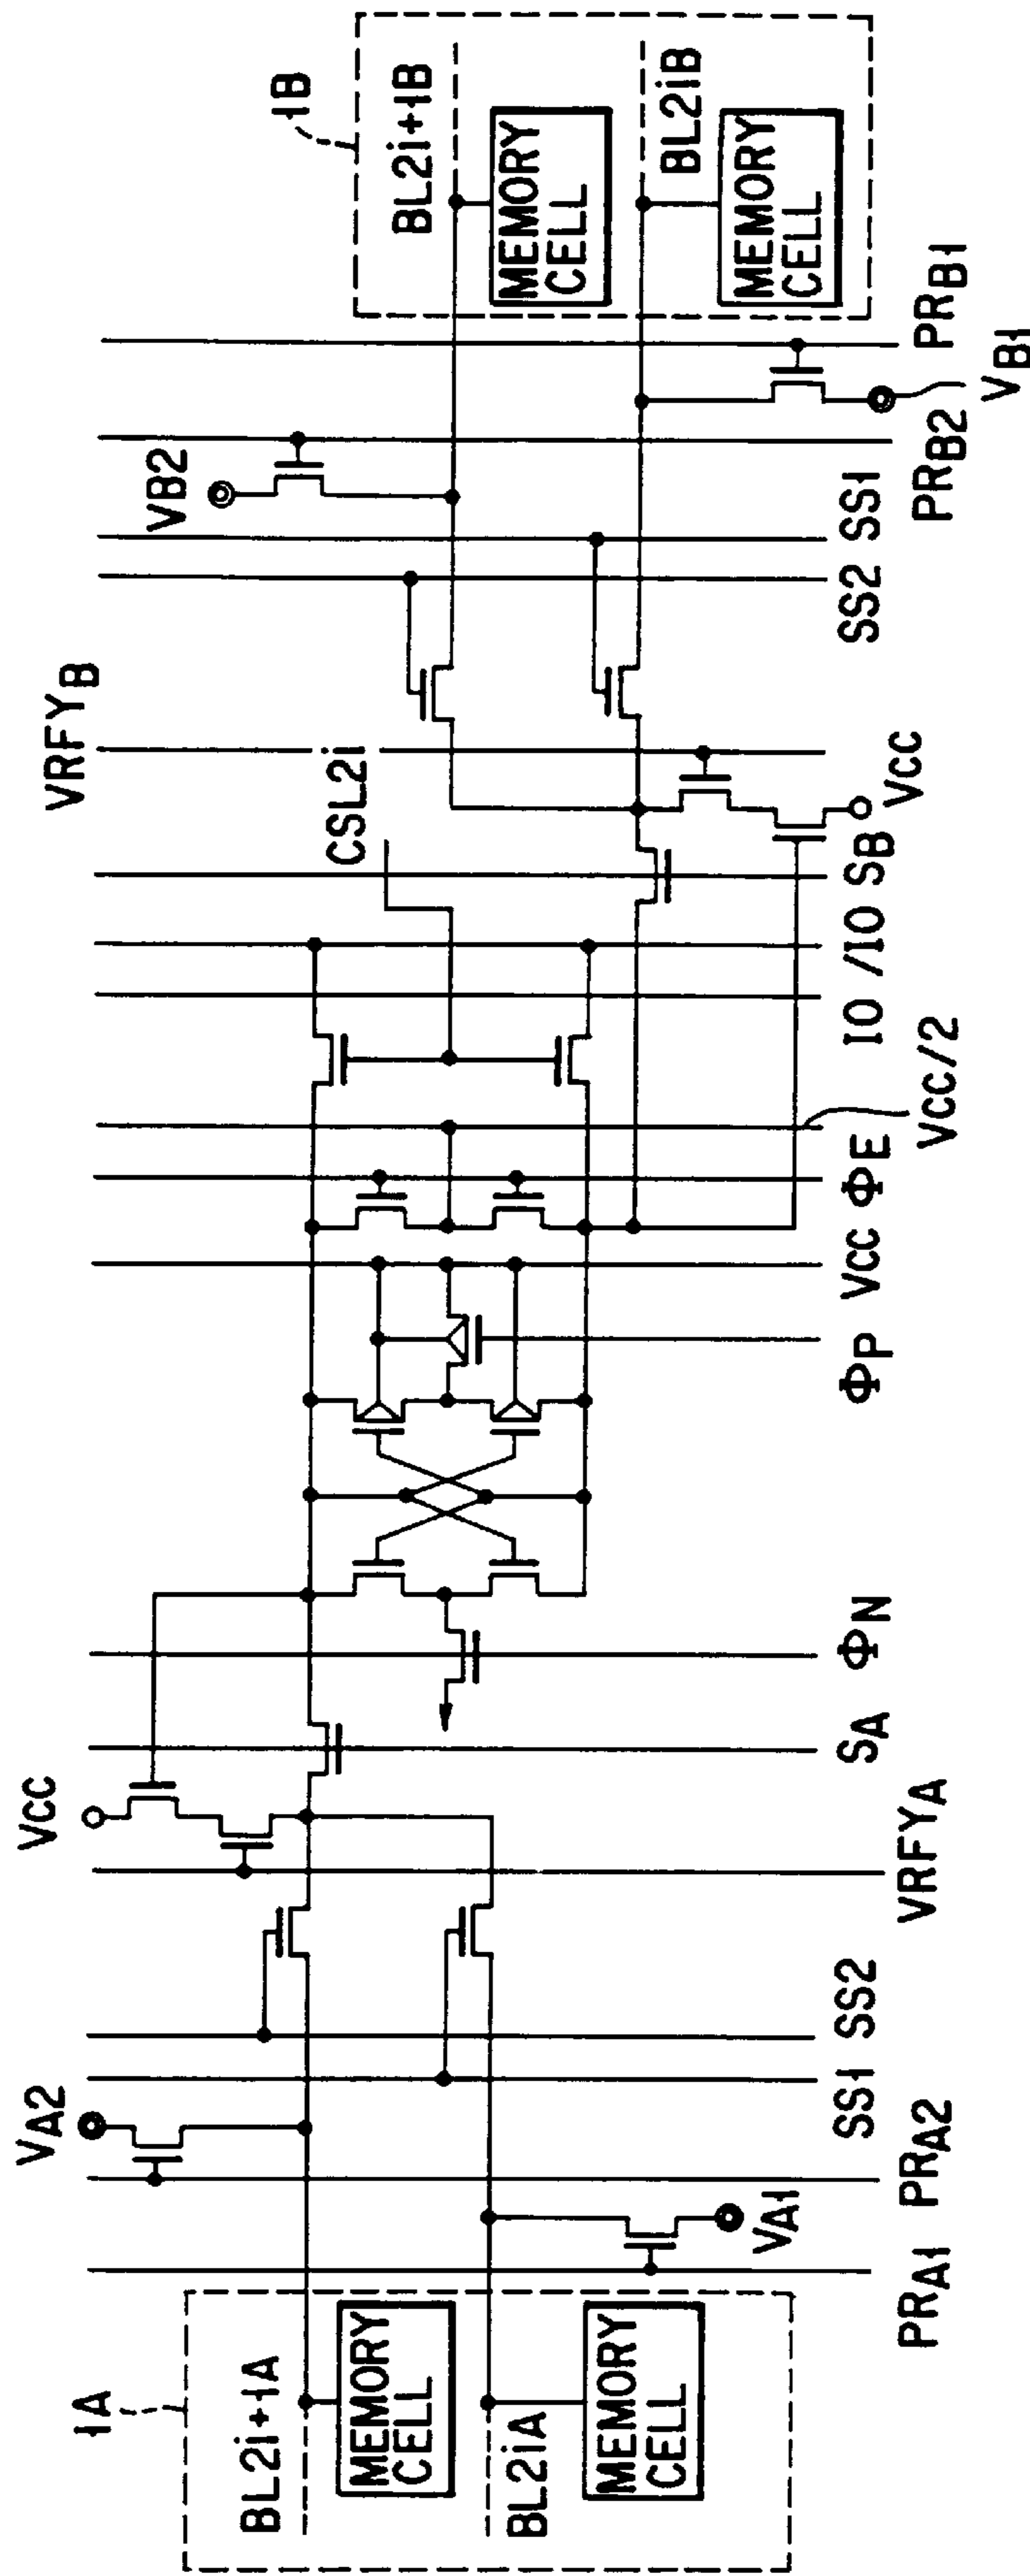 1A
BL2i+1A
MEMORY
CELL
BL2iA
MEMORY
CELL
PRA1
VA1
PRA2
VA2
SS1
SS2
VRFYA
VCC
SA
ΦN
ΦP
VCC
ΦE
VCC/2
IO
/IO
SB
CSL2i
VCC
VRFYB
SS2
SS1
VB2
PRB2
VB1
PRB1
1B
BL2i+1B
MEMORY
CELL
BL2iB
MEMORY
CELL